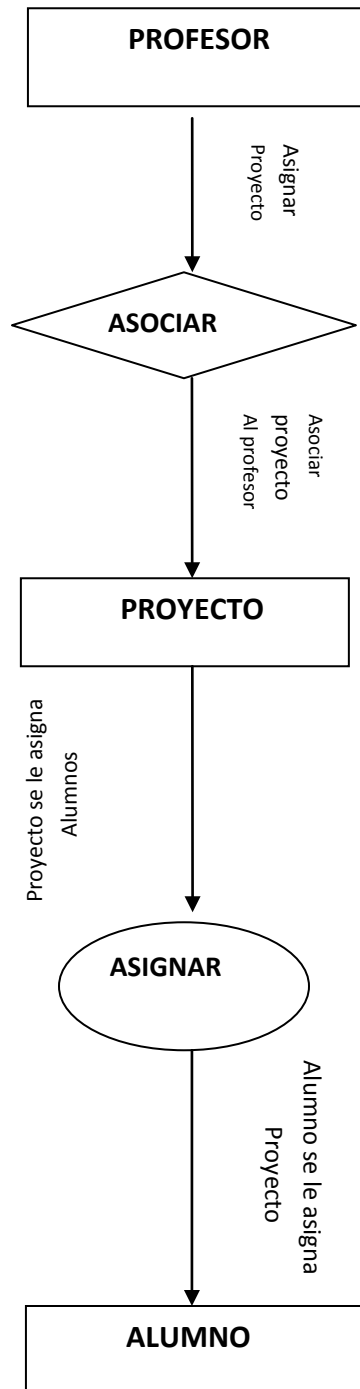 PROFESOR
Asignar
Proyecto
ASOCIAR
Asociar
proyecto
Al profesor
PROYECTO
Proyecto se le asigna
Alumnos
ASIGNAR
Alumno se le asigna
Proyecto
ALUMNO